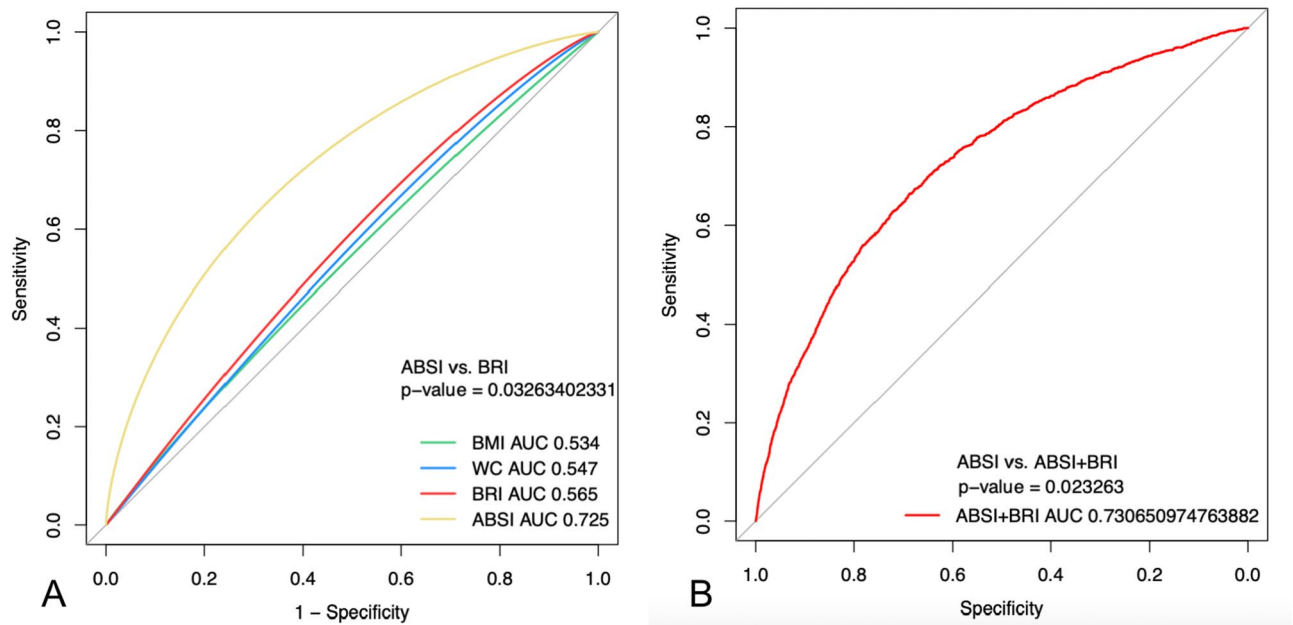 1.0
0.8
0.6
0.4
0.2
0.0
Sensitivity
ABSI vs. BRI
p−value = 0.03263402331
BMI AUC 0.534
WC AUC 0.547
BRI AUC 0.565
ABSI AUC 0.725
0.0 0.2 0.4 0.6 0.8 1.0
1 − Specificity
A
1.0
0.8
0.6
0.4
0.2
0.0
Sensitivity
ABSI vs. ABSI+BRI
p−value = 0.023263
ABSI+BRI AUC 0.730650974763882
1.0 0.8 0.6 0.4 0.2 0.0
Specificity
B